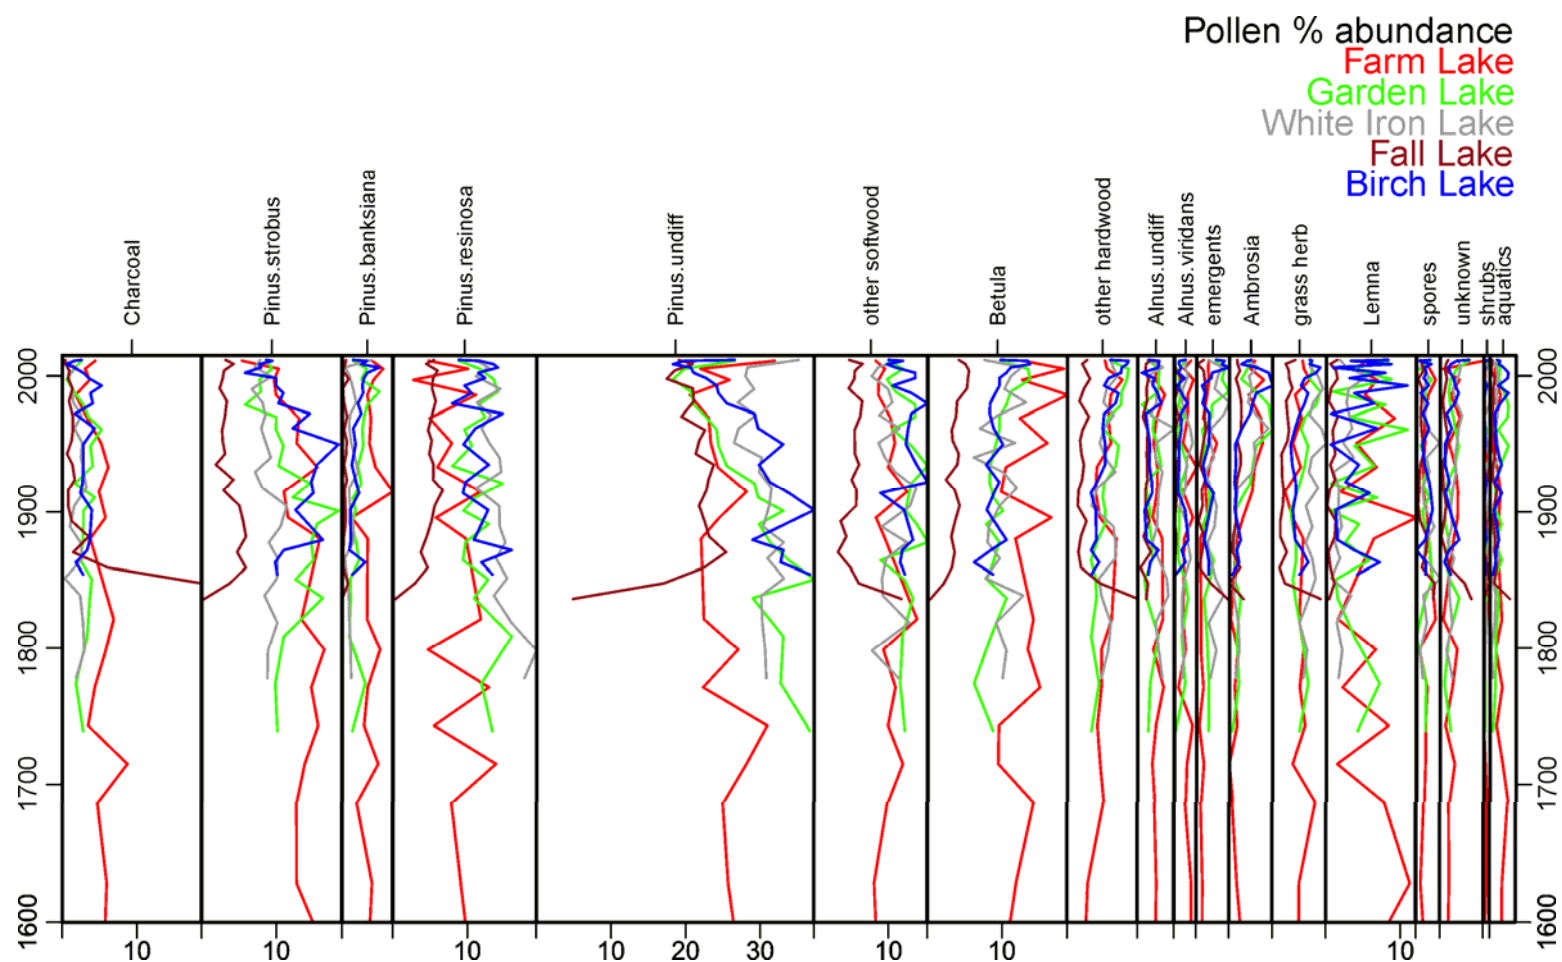 Pollen % abundance
Farm Lake
Garden Lake
White Iron Lake
Fall Lake
Birch Lake
Charcoal
Pinus.strobus
Pinus.banksiana
Pinus.resinosa
Pinus.undiff
other softwood
Betula
other hardwood
Alnus.undiff
Alnus.viridans
emergents
Ambrosia
grass herb
Lemna
spores
unknown
shrubs
aquatics
2000
1900
1800
1700
1600
2000
1900
1800
1700
1600
10 10 10 10 20 30 10 10 10